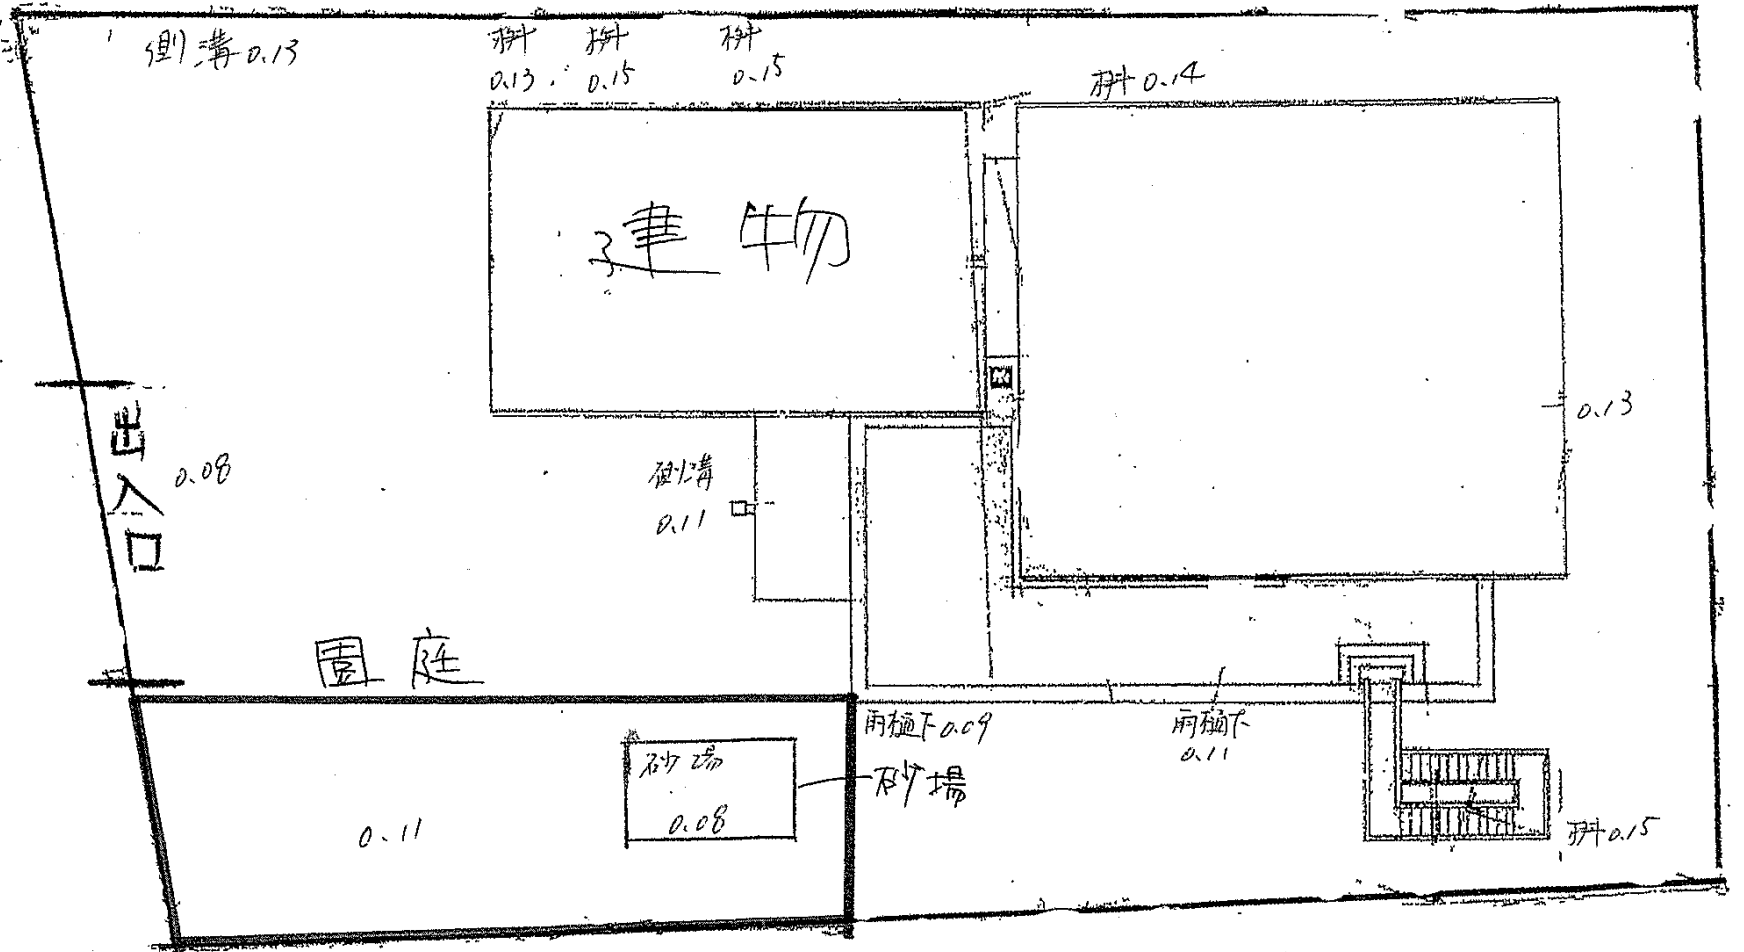 側溝 0.13
桝 桝 桝
0.13 0.15 0.15
桝 0.14
建物
0.13
出入口
0.08
側溝
0.11
園庭
雨樋下 0.09
雨樋下
0.11
砂場
0.08
砂場
0.11
桝 0.15